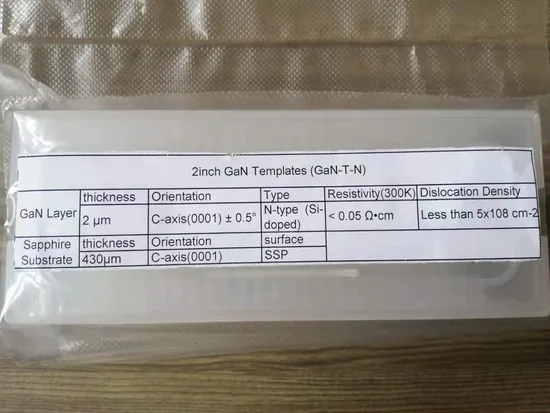 2inch GaN Templates (GaN-T-N)
thickness Orientation Type Resistivity(300K) Dislocation Density
GaN Layer 2 μm C-axis(0001) ± 0.5° N-type (Si-
doped) < 0.05 Ω•cm Less than 5x108 cm-2
Sapphire thickness Orientation surface
Substrate 430μm C-axis(0001) SSP